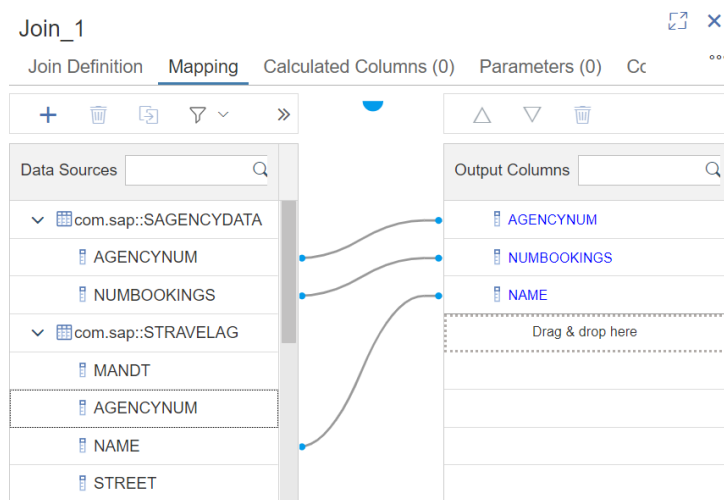 Join_1
Join Definition Mapping Calculated Columns (0) Parameters (0)
Data Sources
Output Columns
com.sap::SAGENCYDATA
AGENCYNUM
NUMBOOKINGS
com.sap::STRAVELAG
MANDT
AGENCYNUM
NAME
STREET
AGENCYNUM
NUMBOOKINGS
NAME
Drag & drop here